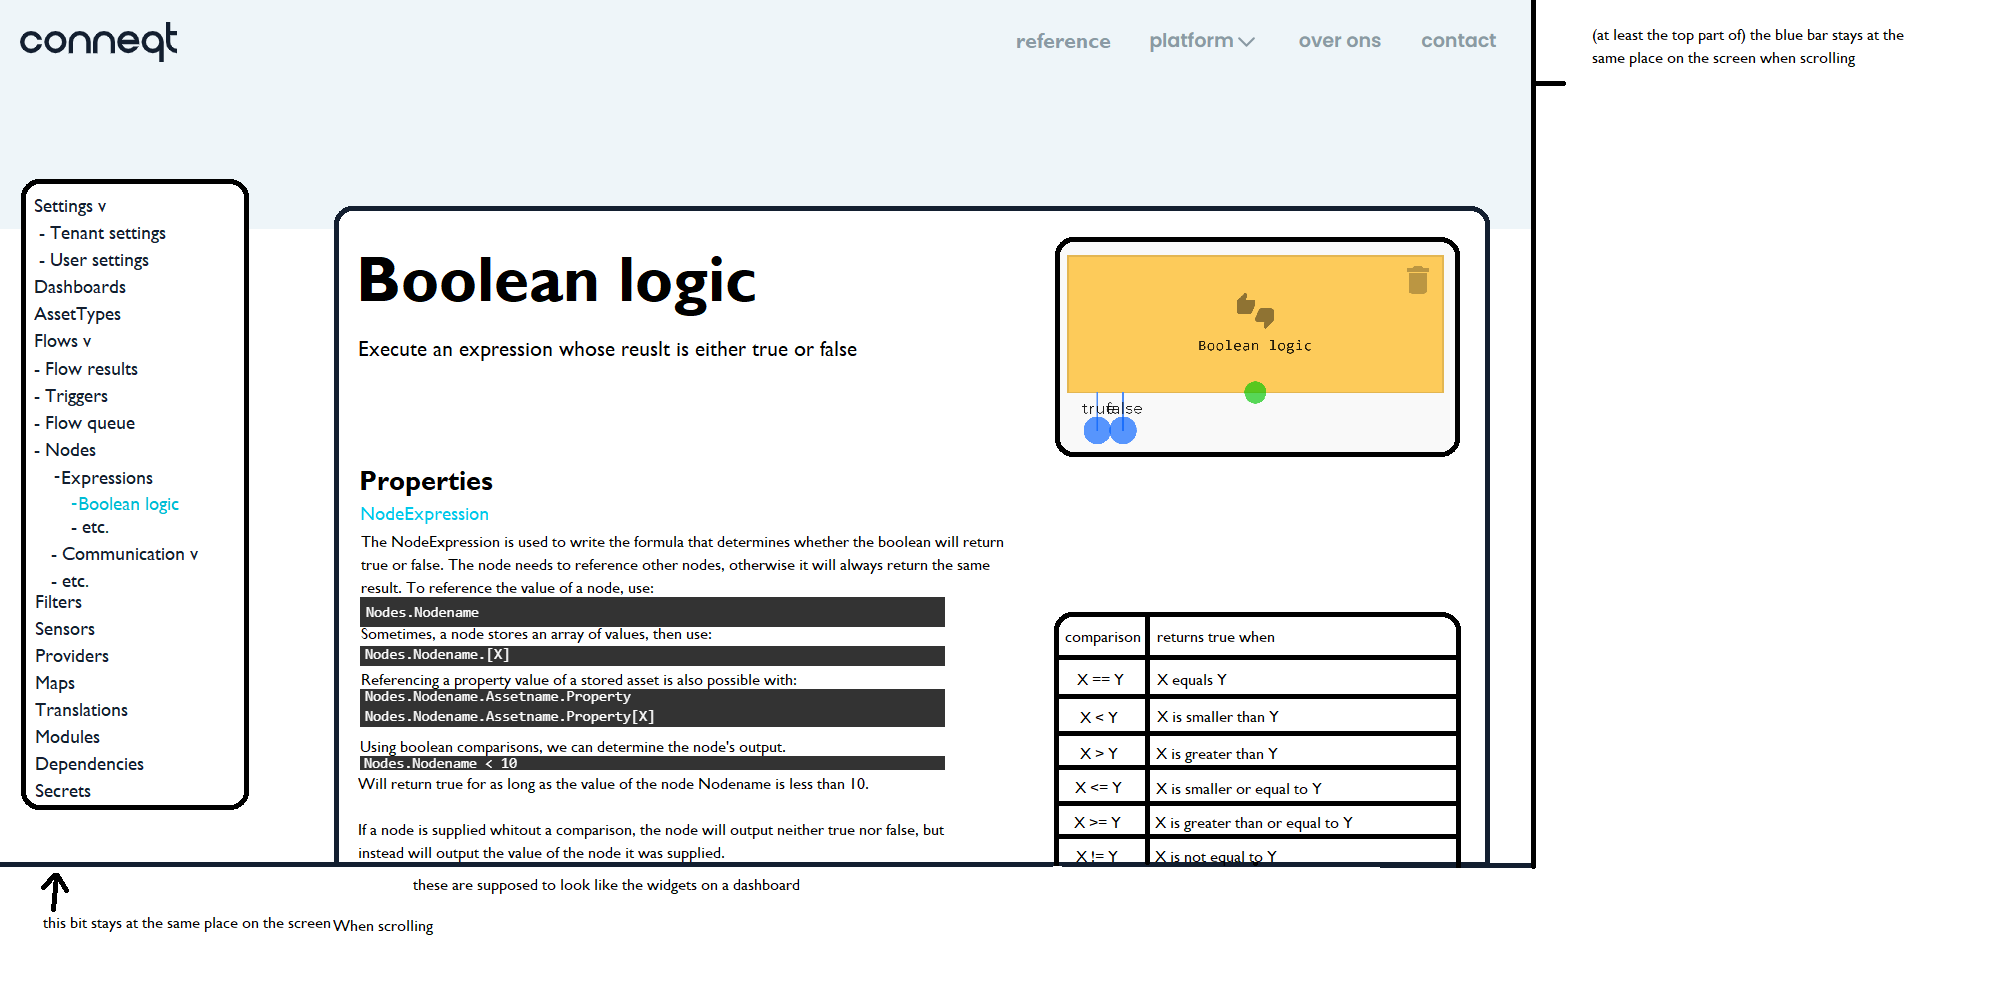 conneqt
reference
platform
over ons
contact
(at least the top part of) the blue bar stays at the
same place on the screen when scrolling
Settings v
- Tenant settings
- User settings
Dashboards
AssetTypes
Flows v
- Flow results
- Triggers
- Flow queue
- Nodes
-Expressions
-Boolean logic
- etc.
- Communication v
- etc.
Filters
Sensors
Providers
Maps
Translations
Modules
Dependencies
Secrets
Boolean logic
Execute an expression whose reuslt is either true or false
Boolean logic
true
false
Properties
NodeExpression
The NodeExpression is used to write the formula that determines whether the boolean will return
true or false. The node needs to reference other nodes, otherwise it will always return the same
result. To reference the value of a node, use:
Nodes.Nodename
Sometimes, a node stores an array of values, then use:
Nodes.Nodename.[X]
Referencing a property value of a stored asset is also possible with:
Nodes.Nodename.Assetname.Property
Nodes.Nodename.Assetname.Property[X]
Using boolean comparisons, we can determine the node's output.
Nodes.Nodename < 10
Will return true for as long as the value of the node Nodename is less than 10.
If a node is supplied whitout a comparison, the node will output neither true nor false, but
instead will output the value of the node it was supplied.
comparison returns true when
X == Y X equals Y
X < Y X is smaller than Y
X > Y X is greater than Y
X <= Y X is smaller or equal to Y
X >= Y X is greater than or equal to Y
X != Y X is not equal to Y
these are supposed to look like the widgets on a dashboard
this bit stays at the same place on the screen When scrolling